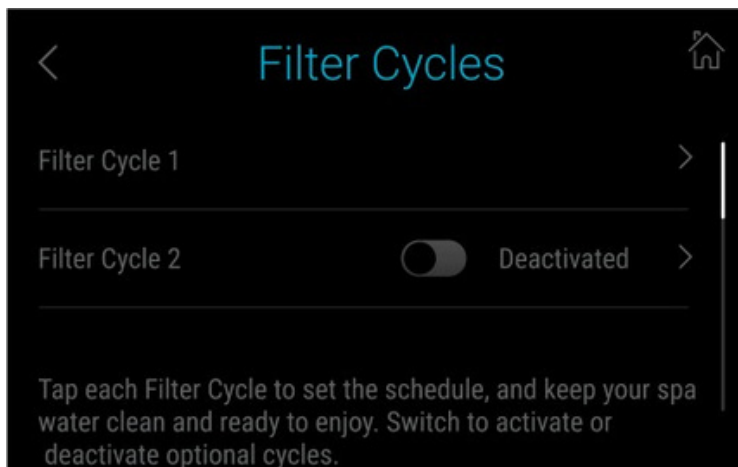 Filter Cycles
Filter Cycle 1
Filter Cycle 2 Deactivated
Tap each Filter Cycle to set the schedule, and keep your spa
water clean and ready to enjoy. Switch to activate or
deactivate optional cycles.